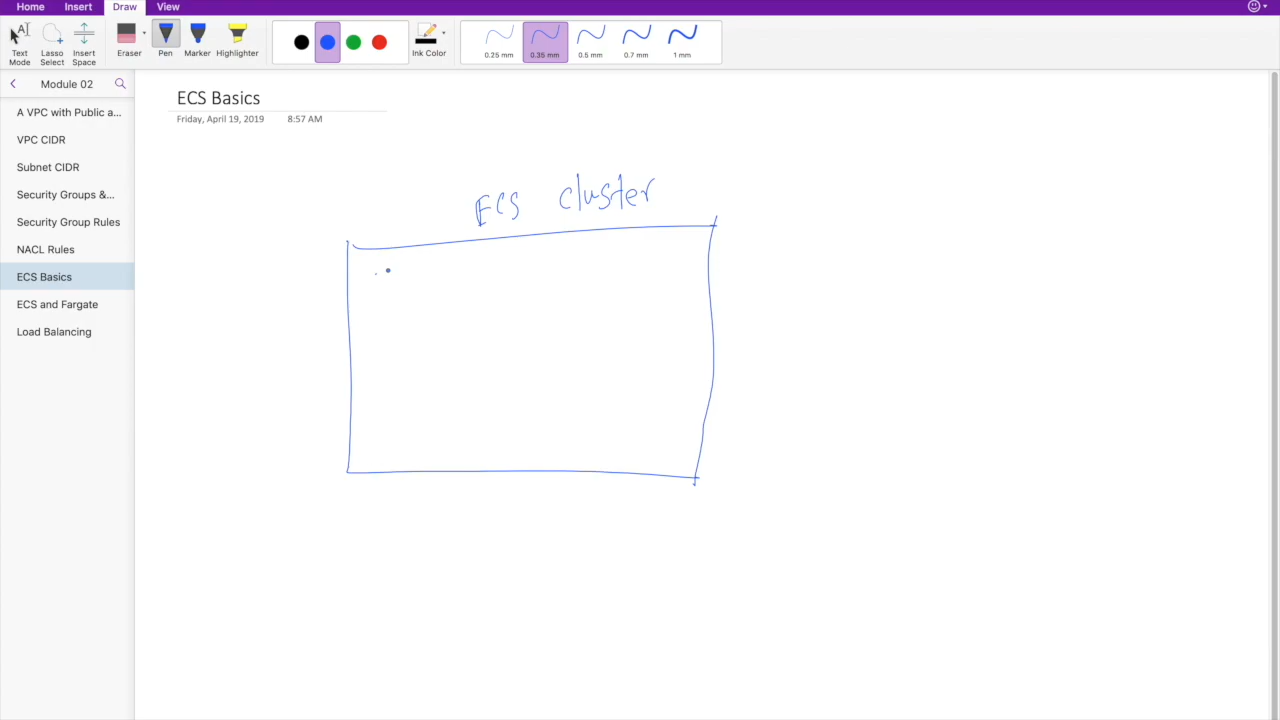 Home Insert Draw View
Text Mode
Lasso Select
Insert Space
Eraser
Pen
Marker
Highlighter
Ink Color
0.25 mm
0.35 mm
0.5 mm
0.7 mm
1 mm
Module 02
A VPC with Public a...
VPC CIDR
Subnet CIDR
Security Groups &...
Security Group Rules
NACL Rules
ECS Basics
ECS and Fargate
Load Balancing
ECS Basics
Friday, April 19, 2019 8:57 AM
ECS cluster